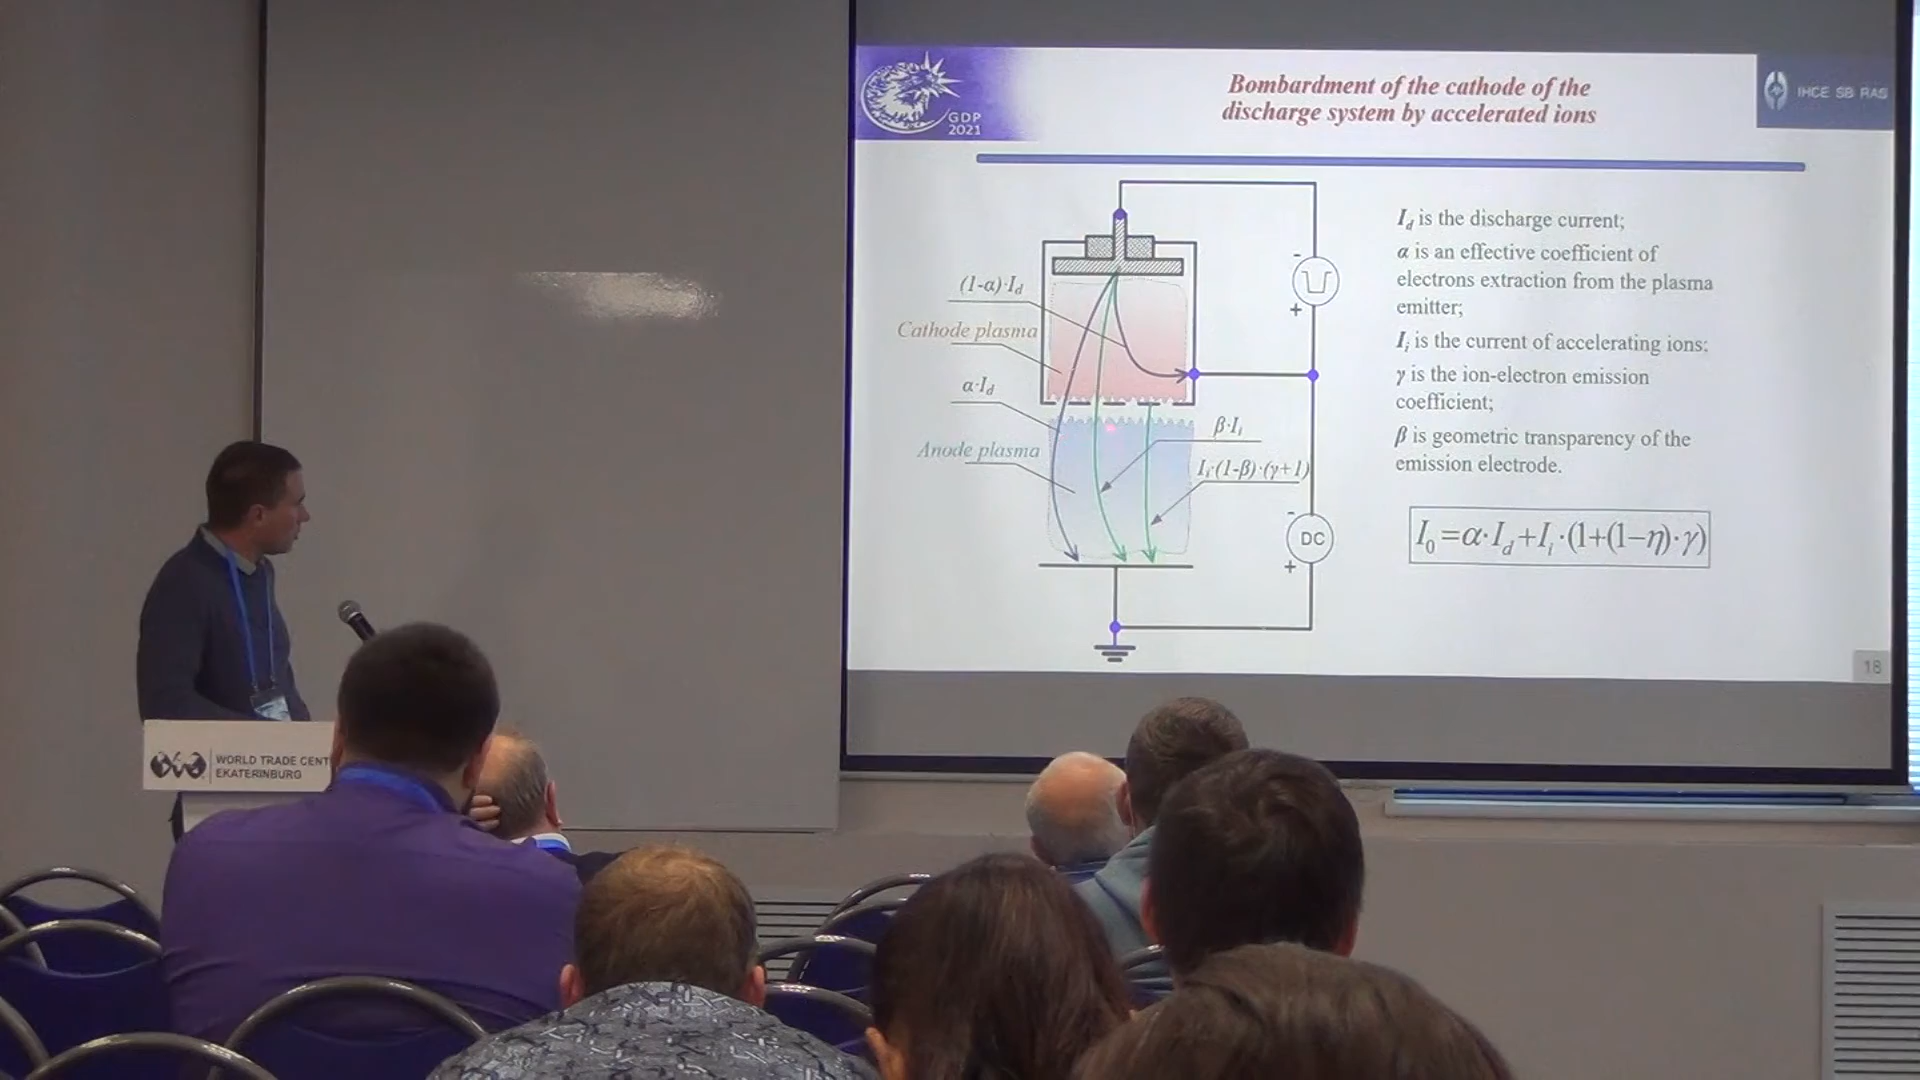 GDP
2021
Bombardment of the cathode of the
discharge system by accelerated ions
IHCE SB RAS
(1-α)·I_d
Cathode plasma
α·I_d
Anode plasma
β·I_i
I_i·(1-β)·(γ+1)
-
+
-
DC
+
I_d is the discharge current;
α is an effective coefficient of
electrons extraction from the plasma
emitter;
I_i is the current of accelerating ions;
γ is the ion-electron emission
coefficient;
β is geometric transparency of the
emission electrode.
I_0=α·I_d+I_i·(1+(1−η)·γ)
18
WORLD TRADE CENT
EKATERINBURG